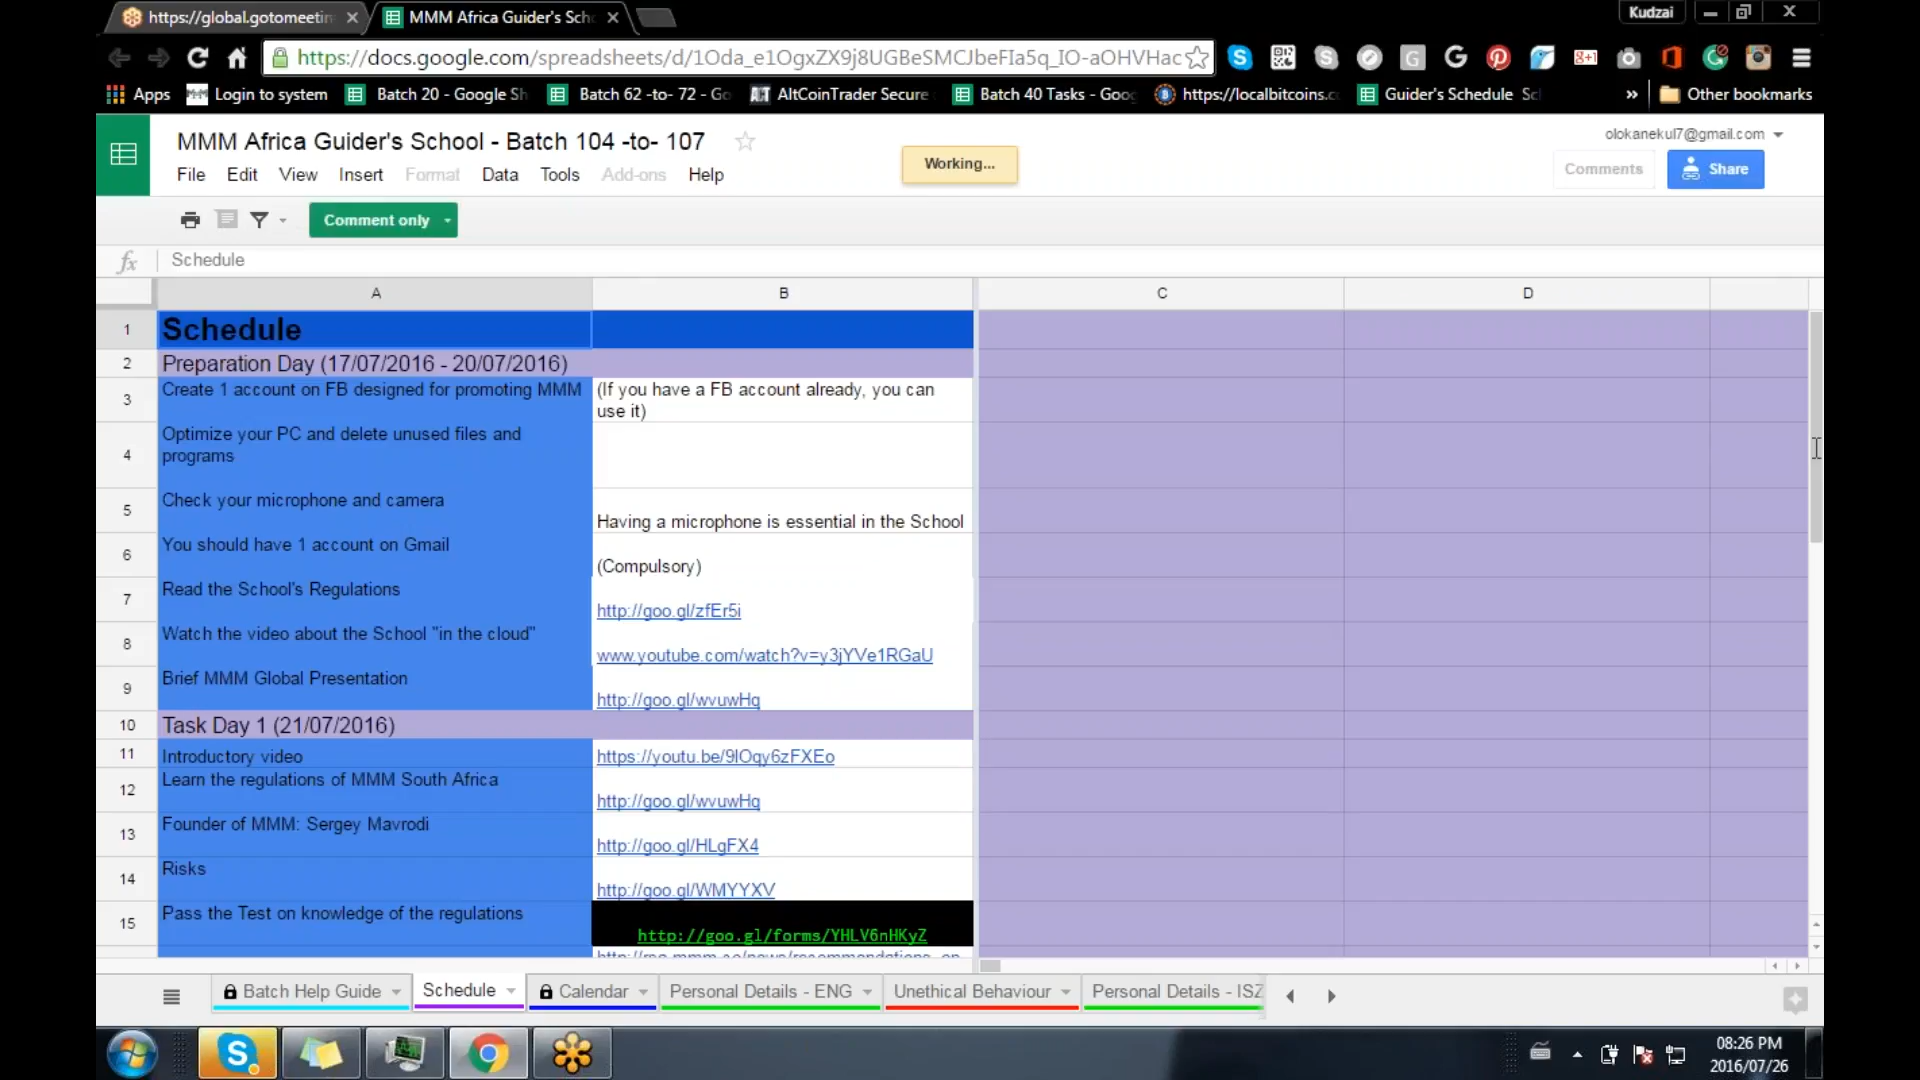 https://global.gotomeetin
MMM Africa Guider's Scho
Kudzai
https://docs.google.com/spreadsheets/d/1Oda_e1OgxZX9j8UGBeSMCJbeFIa5q_IO-aOHVHac
Apps
Login to system
Batch 20 - Google Sh
Batch 62 -to- 72 - Go
AltCoinTrader Secure
Batch 40 Tasks - Goog
https://localbitcoins.c
Guider's Schedule Sc
Other bookmarks
MMM Africa Guider's School - Batch 104 -to- 107
olokanekul7@gmail.com
Working...
File Edit View Insert Format Data Tools Add-ons Help
Comments
Share
Comment only
fx Schedule
A B C D
1 Schedule
2 Preparation Day (17/07/2016 - 20/07/2016)
3 Create 1 account on FB designed for promoting MMM
(If you have a FB account already, you can
use it)
4 Optimize your PC and delete unused files and
programs
5 Check your microphone and camera
Having a microphone is essential in the School
6 You should have 1 account on Gmail
(Compulsory)
7 Read the School's Regulations
http://goo.gl/zfEr5i
8 Watch the video about the School "in the cloud"
www.youtube.com/watch?v=y3jYVe1RGaU
9 Brief MMM Global Presentation
http://goo.gl/wvuwHq
10 Task Day 1 (21/07/2016)
11 Introductory video
https://youtu.be/9lOqy6zFXEo
12 Learn the regulations of MMM South Africa
http://goo.gl/wvuwHq
13 Founder of MMM: Sergey Mavrodi
http://goo.gl/HLgFX4
14 Risks
http://goo.gl/WMYYXV
15 Pass the Test on knowledge of the regulations
http://goo.gl/forms/YHLV6nHKyZ
Batch Help Guide
Schedule
Calendar
Personal Details - ENG
Unethical Behaviour
Personal Details - ISZ
08:26 PM
2016/07/26